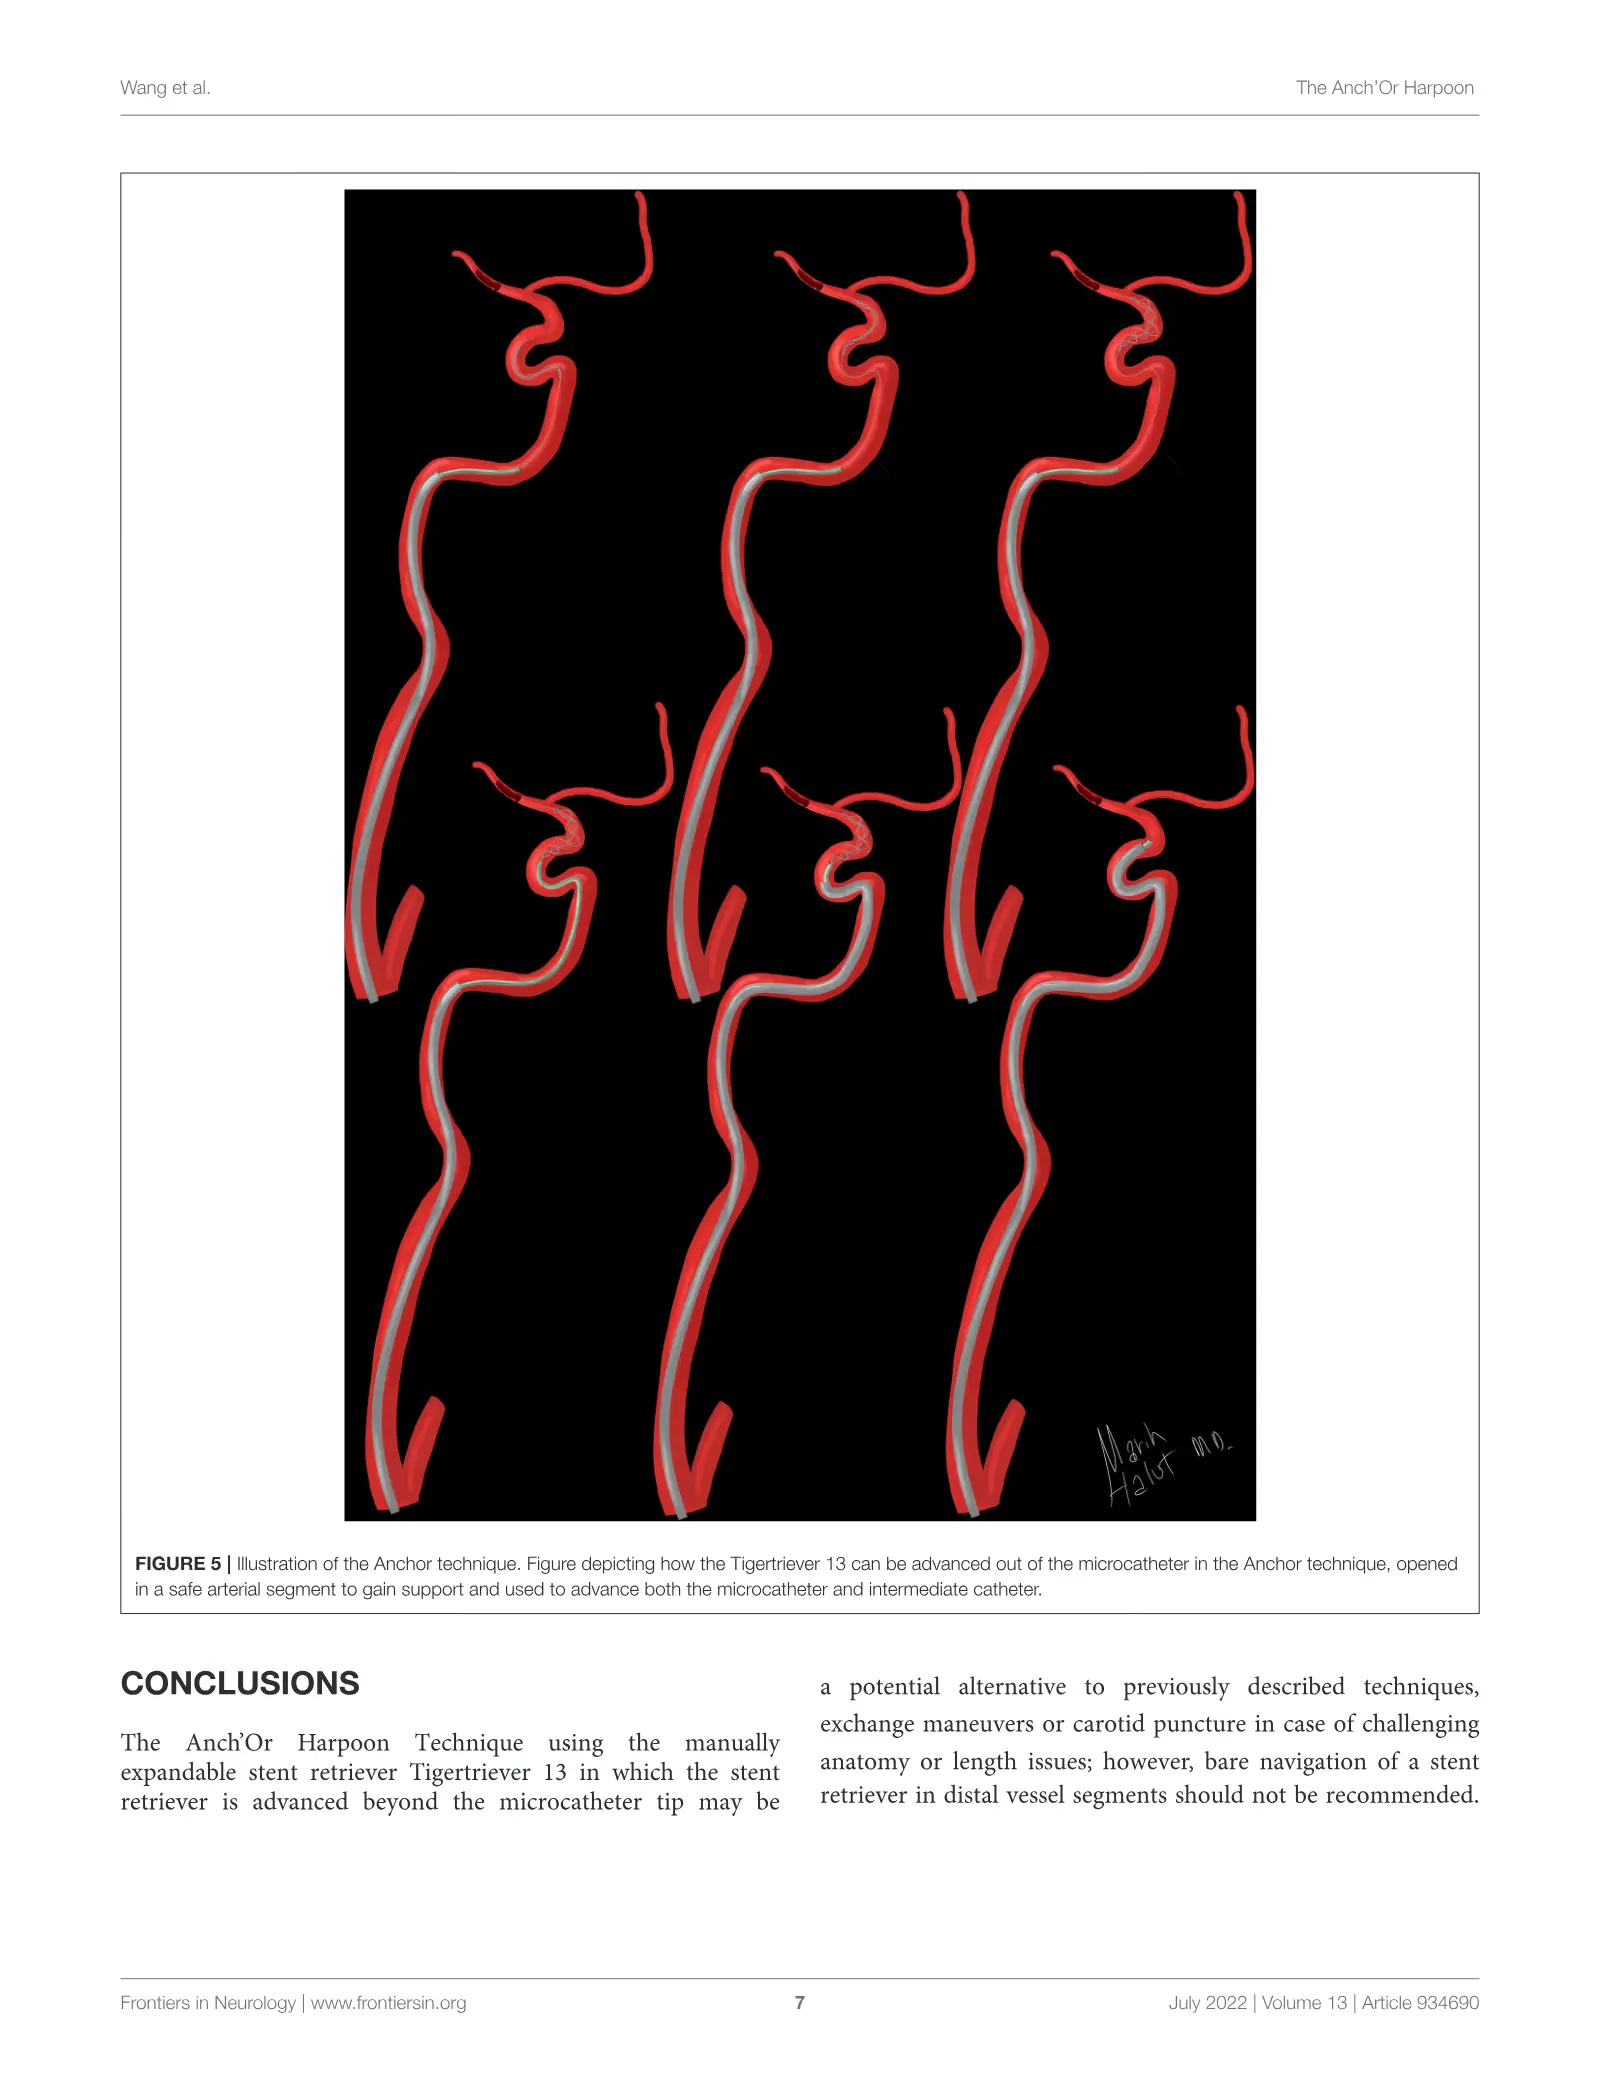 Wang et al.
The Anch'Or Harpoon
Marih
Halut M.D.
FIGURE 5 | Illustration of the Anchor technique. Figure depicting how the Tigertriever 13 can be advanced out of the microcatheter in the Anchor technique, opened
in a safe arterial segment to gain support and used to advance both the microcatheter and intermediate catheter.
CONCLUSIONS
The Anch'Or Harpoon Technique using the manually
expandable stent retriever Tigertriever 13 in which the stent
retriever is advanced beyond the microcatheter tip may be
a potential alternative to previously described techniques,
exchange maneuvers or carotid puncture in case of challenging
anatomy or length issues; however, bare navigation of a stent
retriever in distal vessel segments should not be recommended.
Frontiers in Neurology | www.frontiersin.org
7
July 2022 | Volume 13 | Article 934690